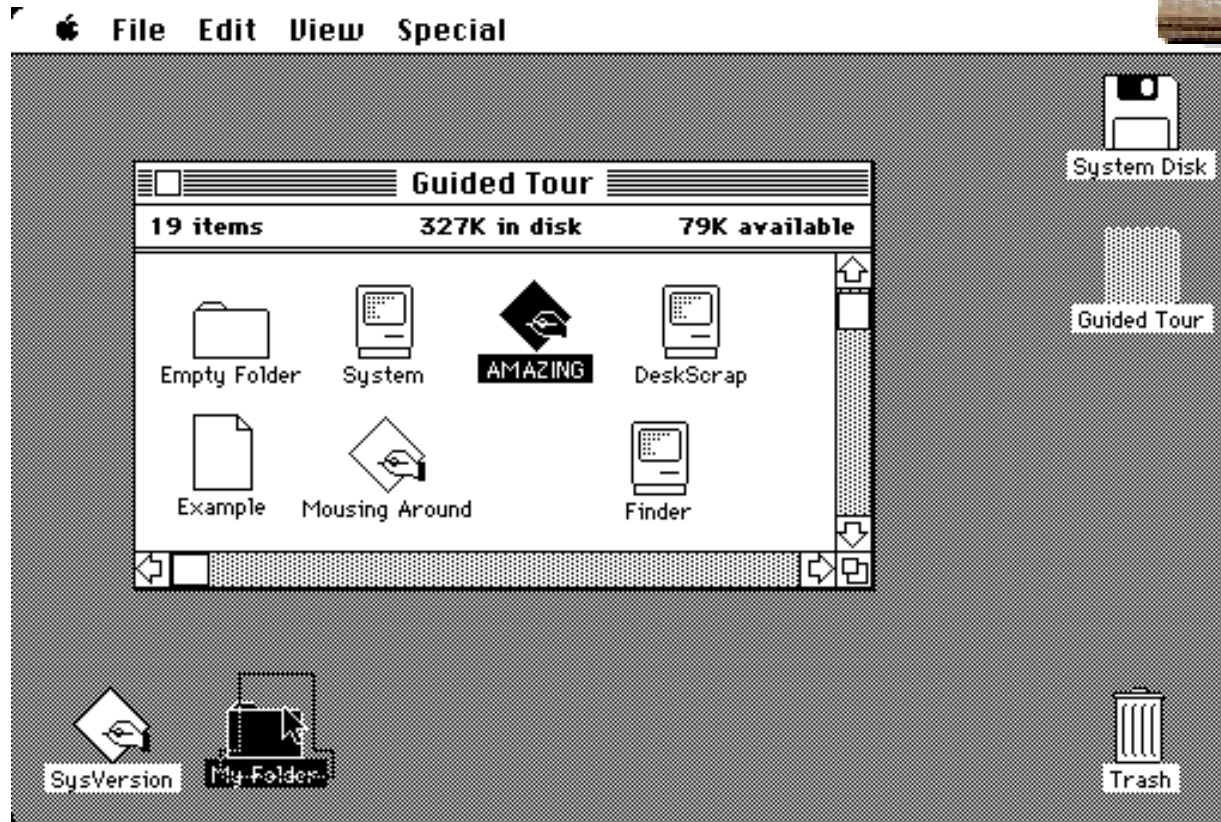 File Edit View Special
System Disk
Guided Tour
19 items 327K in disk 79K available
Guided Tour
Empty Folder System AMAZING DeskScrap
Example Mousing Around Finder
SysVersion My Folder Trash